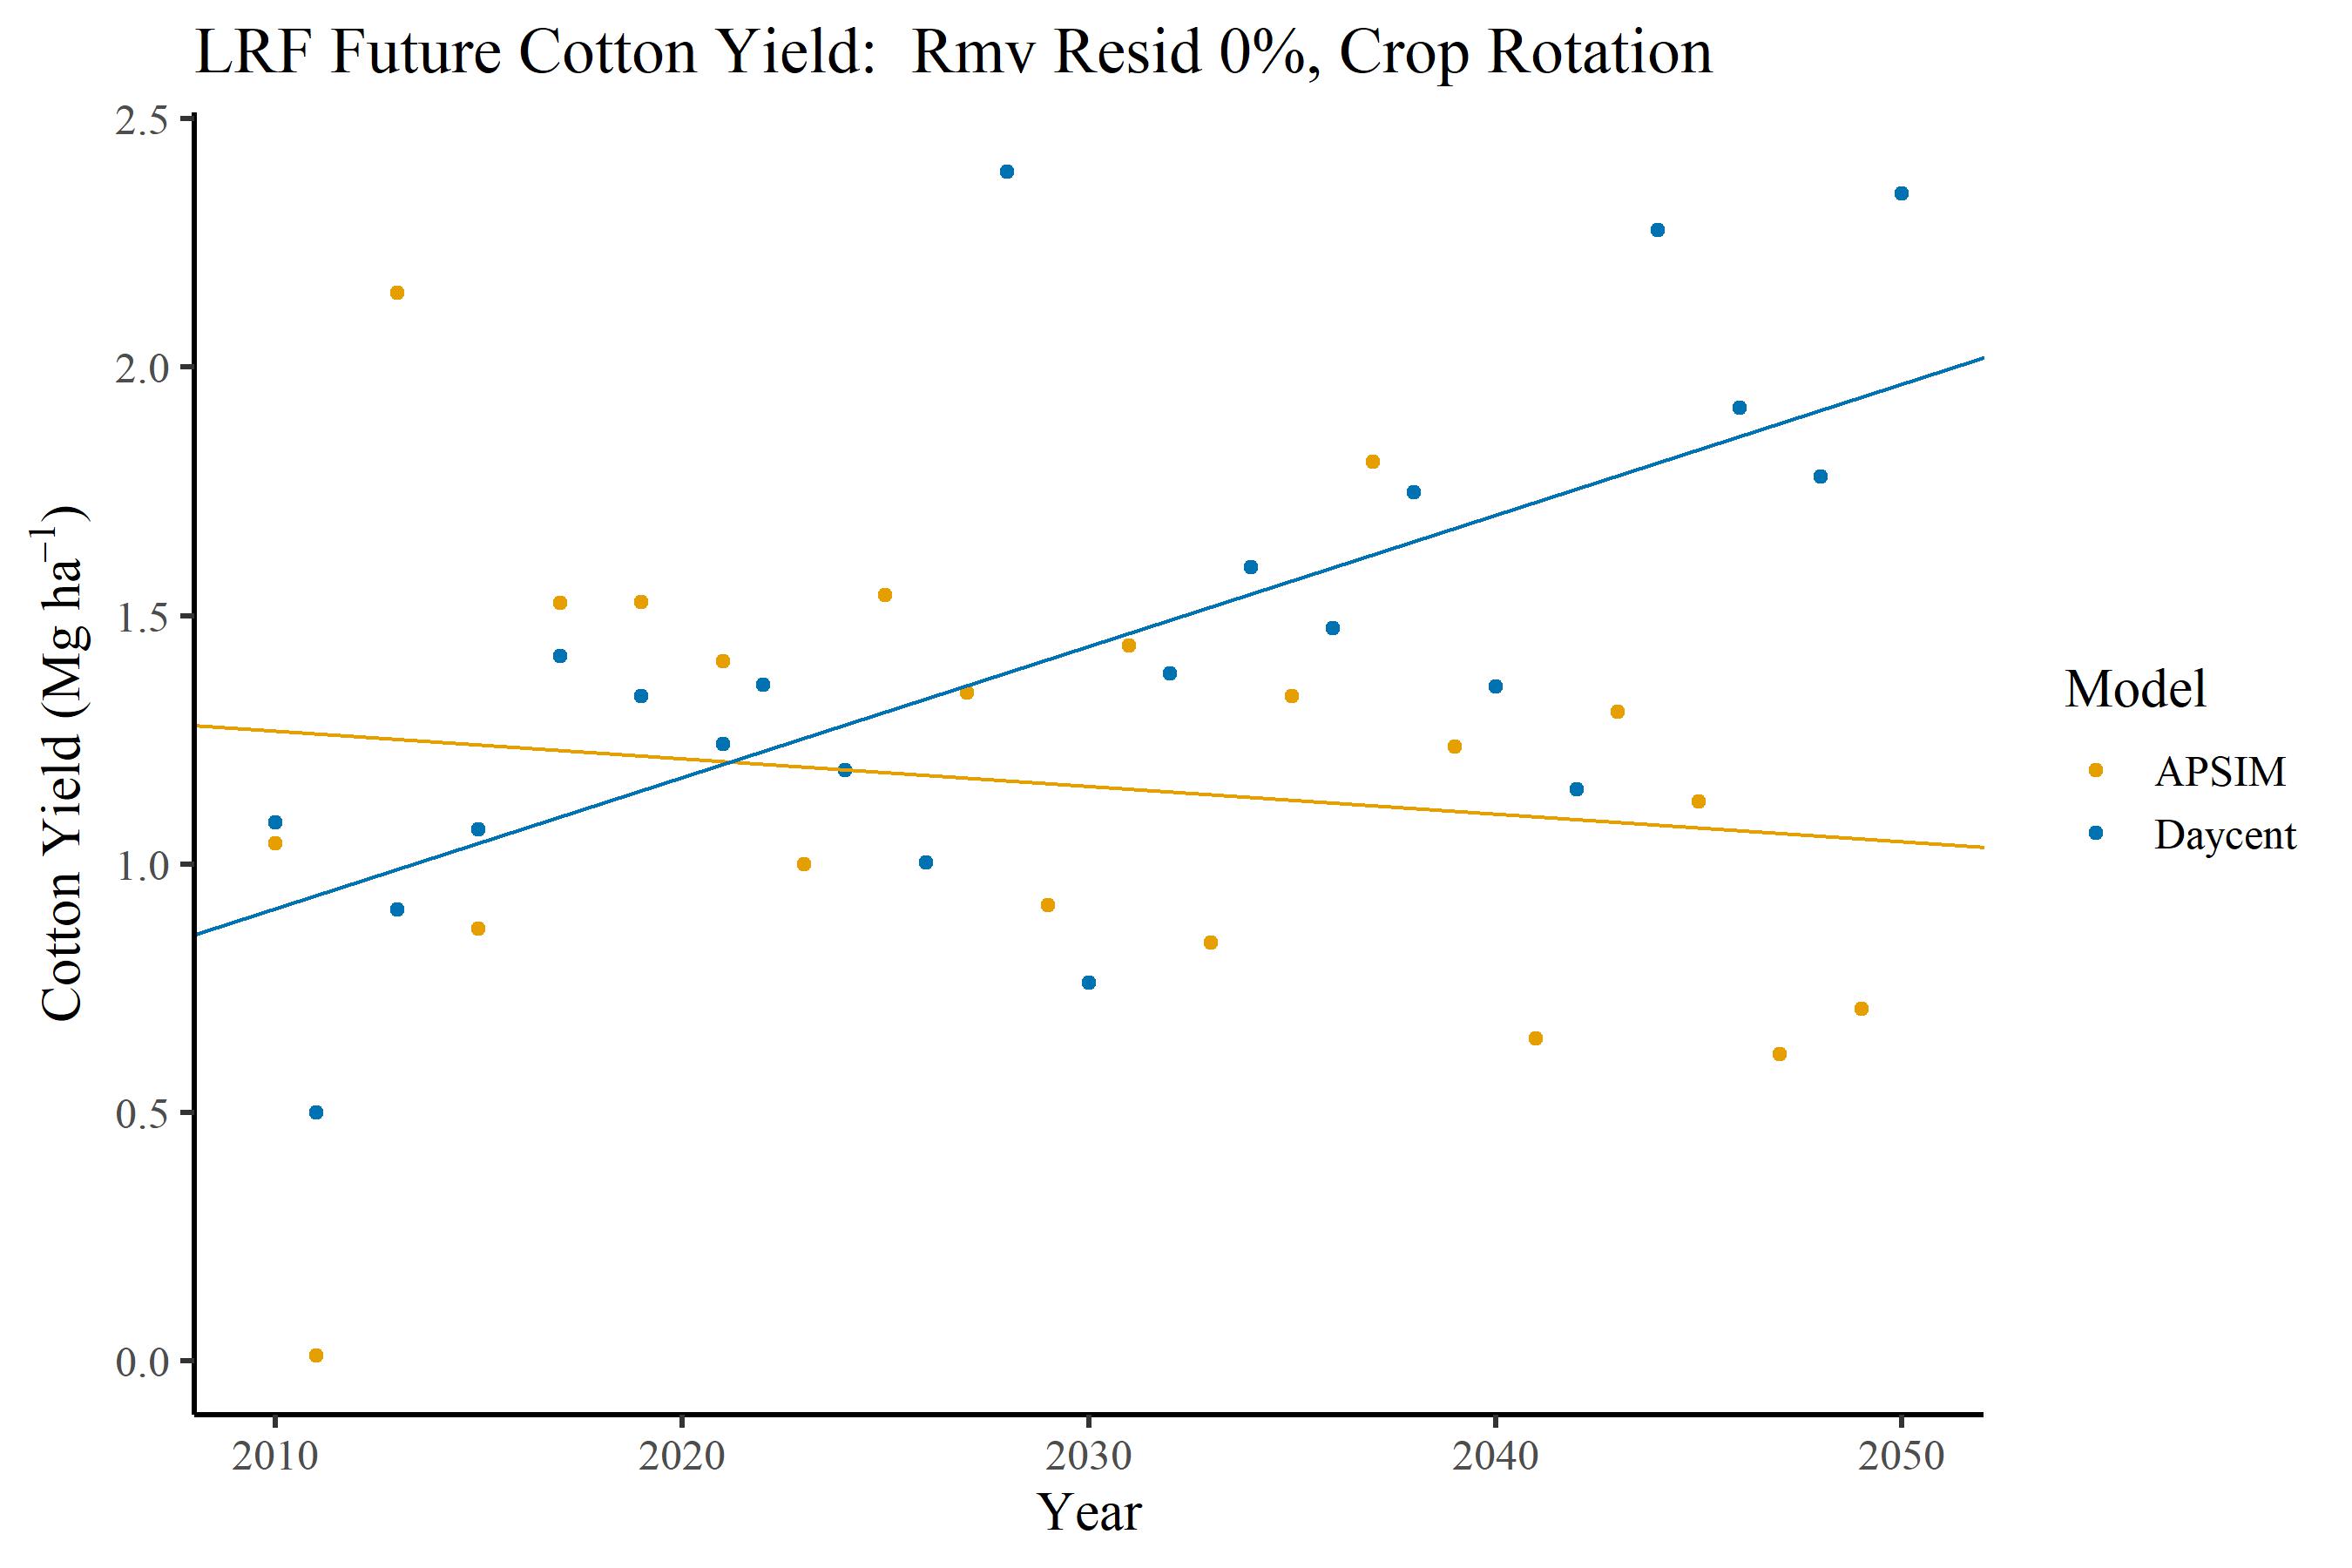 LRF Future Cotton Yield:  Rmv Resid 0%, Crop Rotation
2.5
2.0
1.5
1.0
0.5
0.0
Cotton Yield (Mg ha⁻¹)
2010
2020
2030
2040
2050
Year
Model
APSIM
Daycent